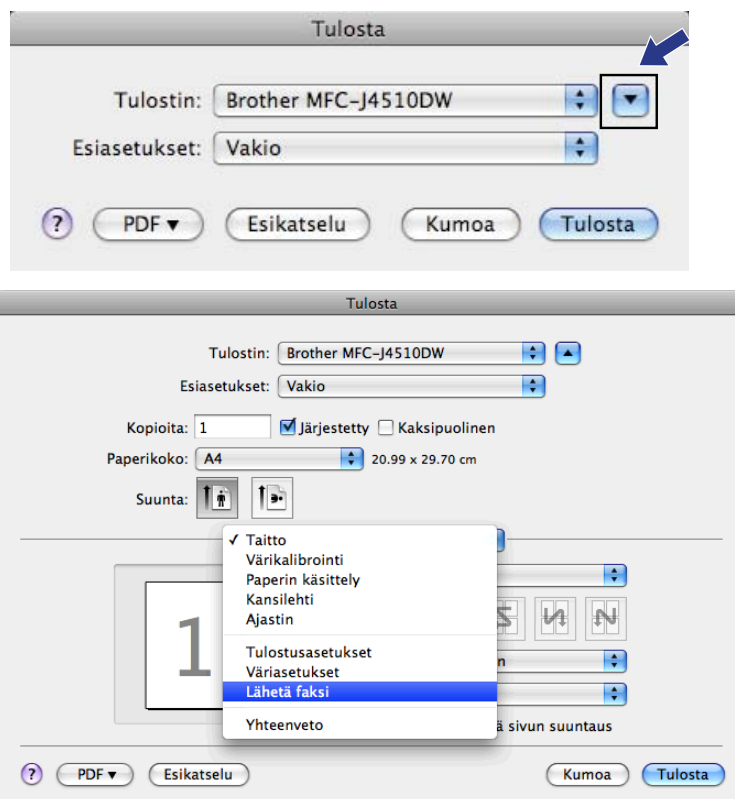 Tulosta
Tulostin: Brother MFC-J4510DW
Esiasetukset: Vakio
? PDF▼ Esikatselu Kumoa Tulosta
Tulosta
Tulostin: Brother MFC-J4510DW
Esiasetukset: Vakio
Kopioita: 1 Järjestetty Kaksipuolinen
Paperikoko: A4 20.99 x 29.70 cm
Suunta:
✓ Taitto
Värikalibrointi
Paperin käsittely
Kansilehti
Ajastin
1
Tulostusasetukset
n
Väriasetukset
Lähetä faksi
Yhteenveto
ä sivun suuntaus
? PDF▼ Esikatselu Kumoa Tulosta